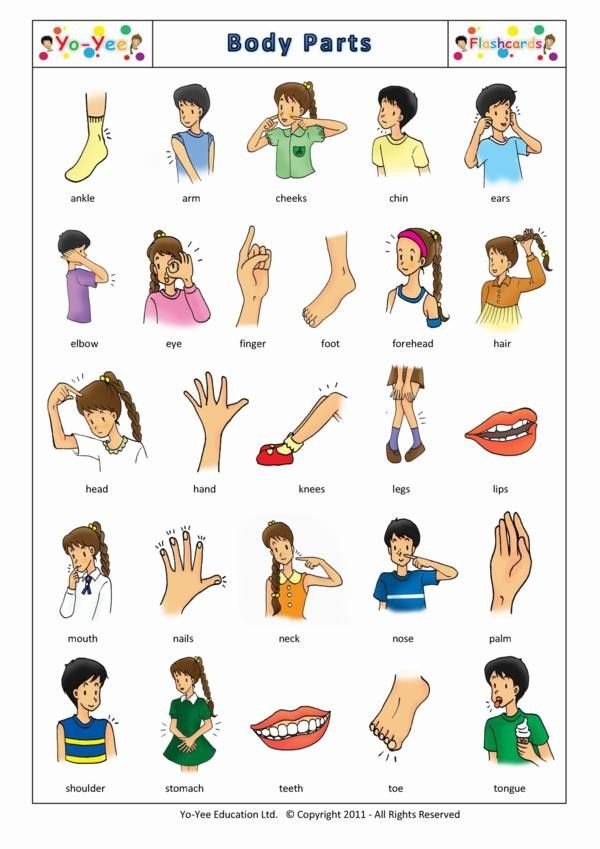 Yo-Yee
Body Parts
Flashcards
ankle arm cheeks chin ears
elbow eye finger foot forehead hair
head hand knees legs lips
mouth nails neck nose palm
shoulder stomach teeth toe tongue
Yo-Yee Education Ltd. © Copyright 2011 - All Rights Reserved